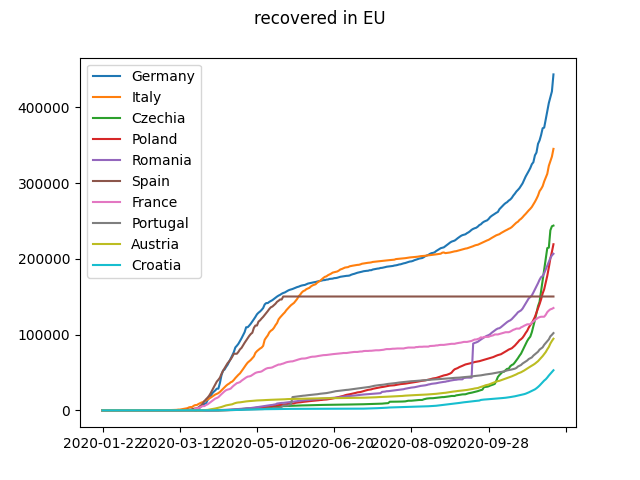 recovered in EU
Germany
Italy
Czechia
Poland
Romania
Spain
France
Portugal
Austria
Croatia
400000
300000
200000
100000
0
2020-01-22 2020-03-12 2020-05-01 2020-06-20 2020-08-09 2020-09-28